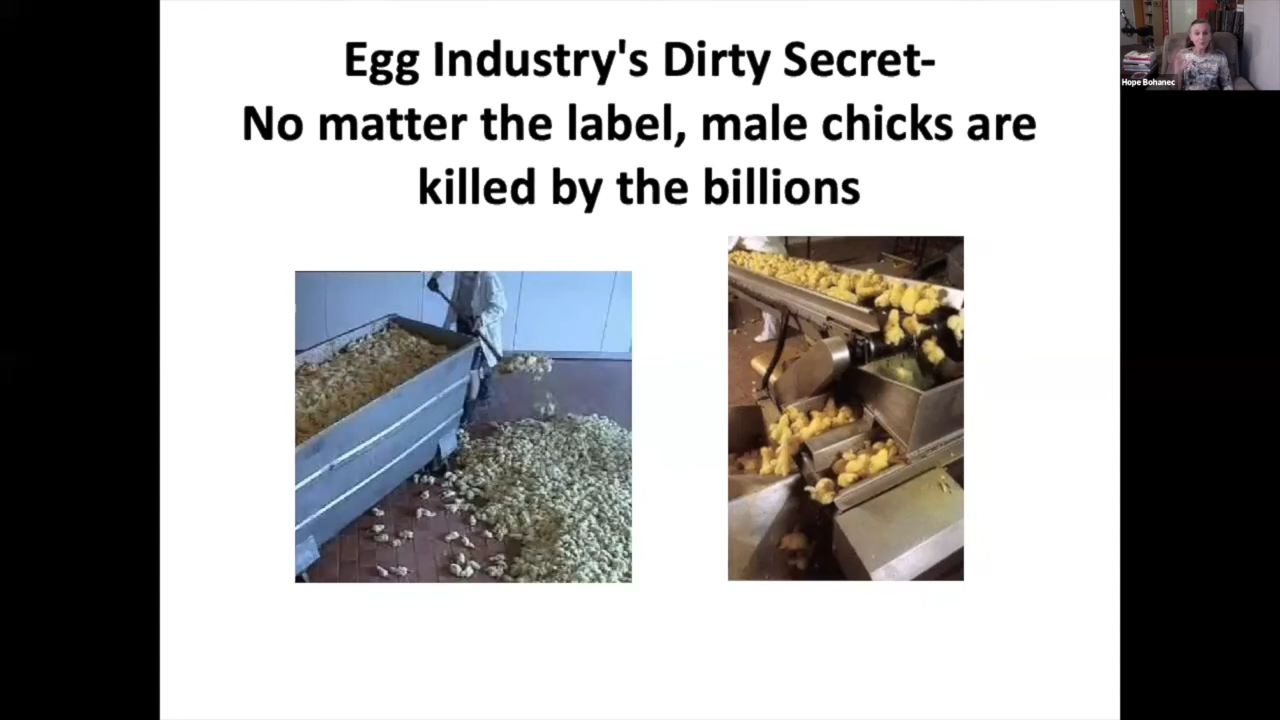 Egg Industry's Dirty Secret-
No matter the label, male chicks are
killed by the billions
Hope Bohanec